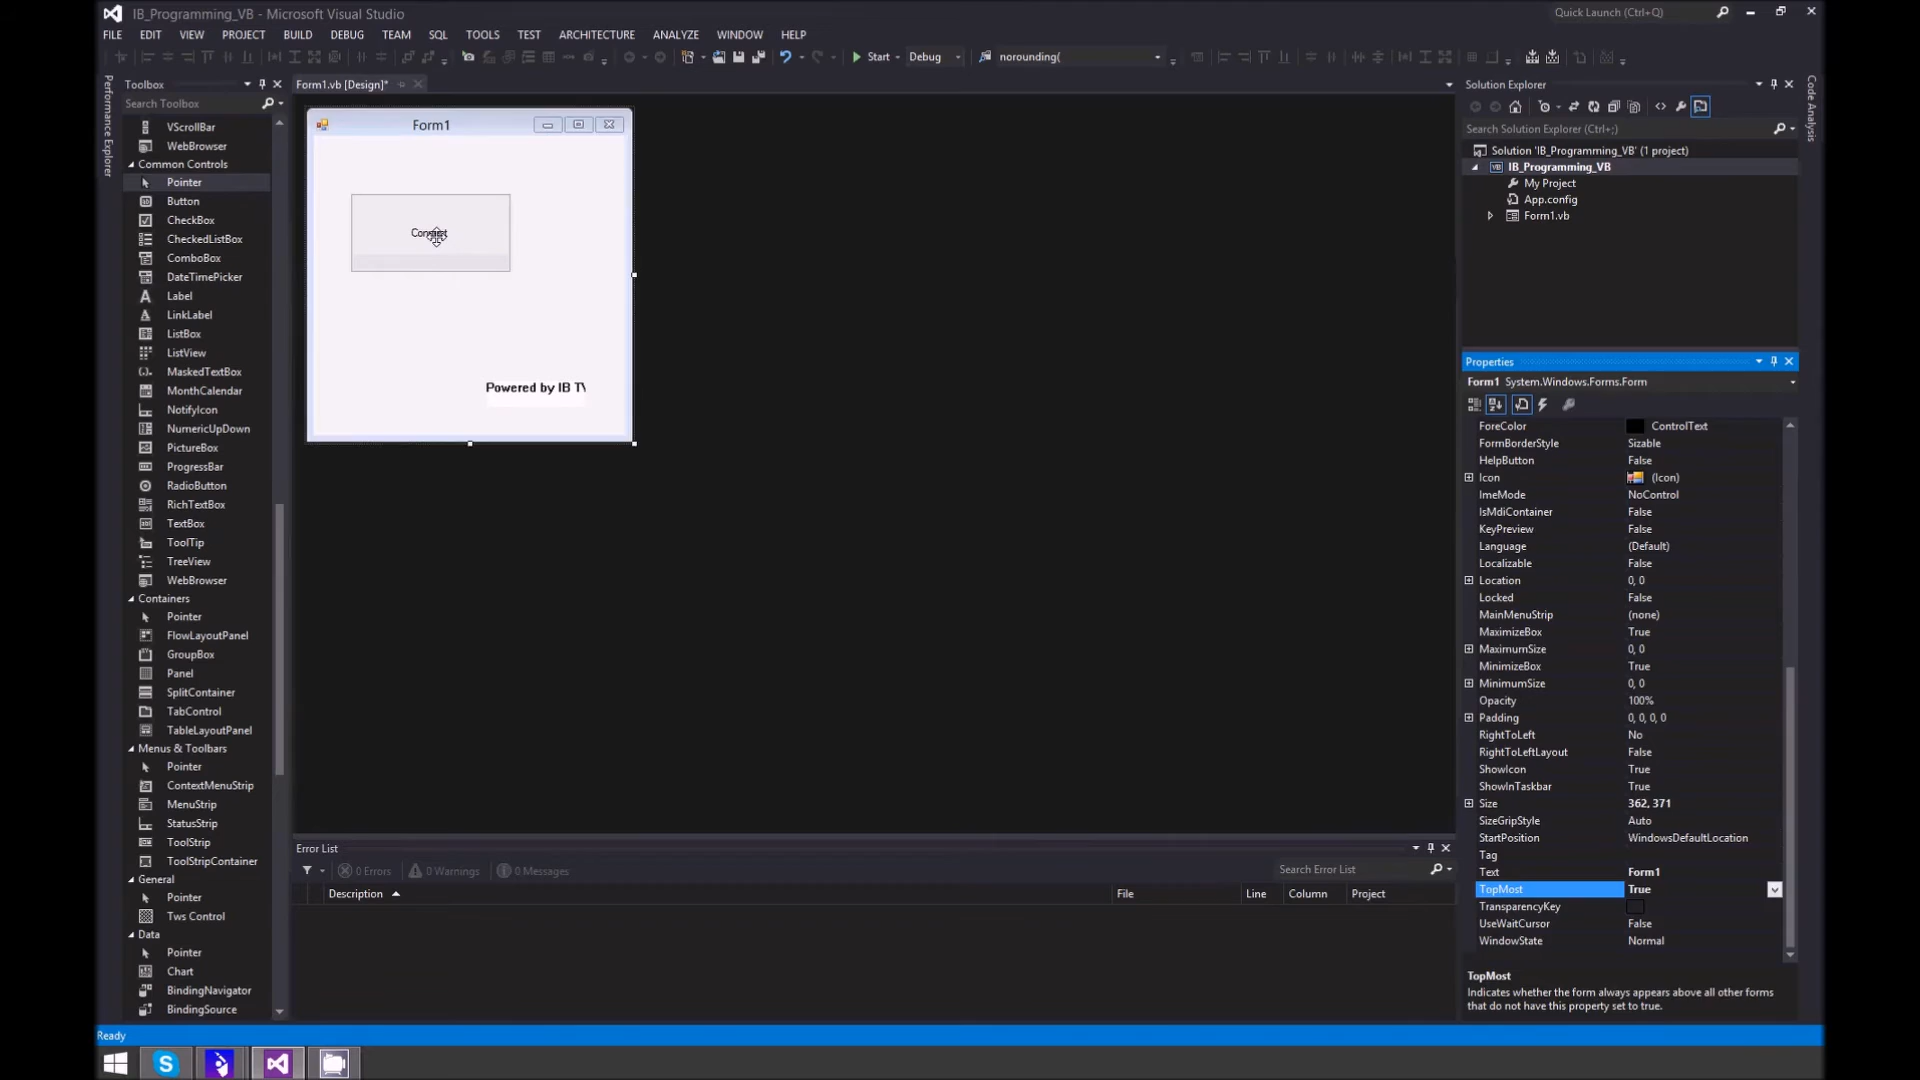 IB_Programming_VB - Microsoft Visual Studio
Quick Launch (Ctrl+Q)
FILE EDIT VIEW PROJECT BUILD DEBUG TEAM SQL TOOLS TEST ARCHITECTURE ANALYZE WINDOW HELP
Start Debug norounding(
Performance Explorer
Toolbox
Search Toolbox
VScrollBar
WebBrowser
Common Controls
Pointer
Button
CheckBox
CheckedListBox
ComboBox
DateTimePicker
Label
LinkLabel
ListBox
ListView
MaskedTextBox
MonthCalendar
NotifyIcon
NumericUpDown
PictureBox
ProgressBar
RadioButton
RichTextBox
TextBox
ToolTip
TreeView
WebBrowser
Containers
Pointer
FlowLayoutPanel
GroupBox
Panel
SplitContainer
TabControl
TableLayoutPanel
Menus & Toolbars
Pointer
ContextMenuStrip
MenuStrip
StatusStrip
ToolStrip
ToolStripContainer
General
Pointer
Tws Control
Data
Pointer
Chart
BindingNavigator
BindingSource
Form1.vb [Design]*
Form1
Powered by IB
Error List
0 Errors 0 Warnings 0 Messages
Search Error List
Description File Line Column Project
Solution Explorer
Search Solution Explorer (Ctrl+;)
Solution 'IB_Programming_VB' (1 project)
IB_Programming_VB
My Project
App.config
Form1.vb
Code Analysis
Properties
Form1 System.Windows.Forms.Form
ForeColor ControlText
FormBorderStyle Sizable
HelpButton False
Icon (Icon)
ImeMode NoControl
IsMdiContainer False
KeyPreview False
Language (Default)
Localizable False
Location 0, 0
Locked False
MainMenuStrip (none)
MaximizeBox True
MaximumSize 0, 0
MinimizeBox True
MinimumSize 0, 0
Opacity 100%
Padding 0, 0, 0, 0
RightToLeft No
RightToLeftLayout False
ShowIcon True
ShowInTaskbar True
Size 362, 371
SizeGripStyle Auto
StartPosition WindowsDefaultLocation
Tag
Text Form1
TopMost True
TransparencyKey
UseWaitCursor False
WindowState Normal
TopMost
Indicates whether the form always appears above all other forms
that do not have this property set to true.
Ready